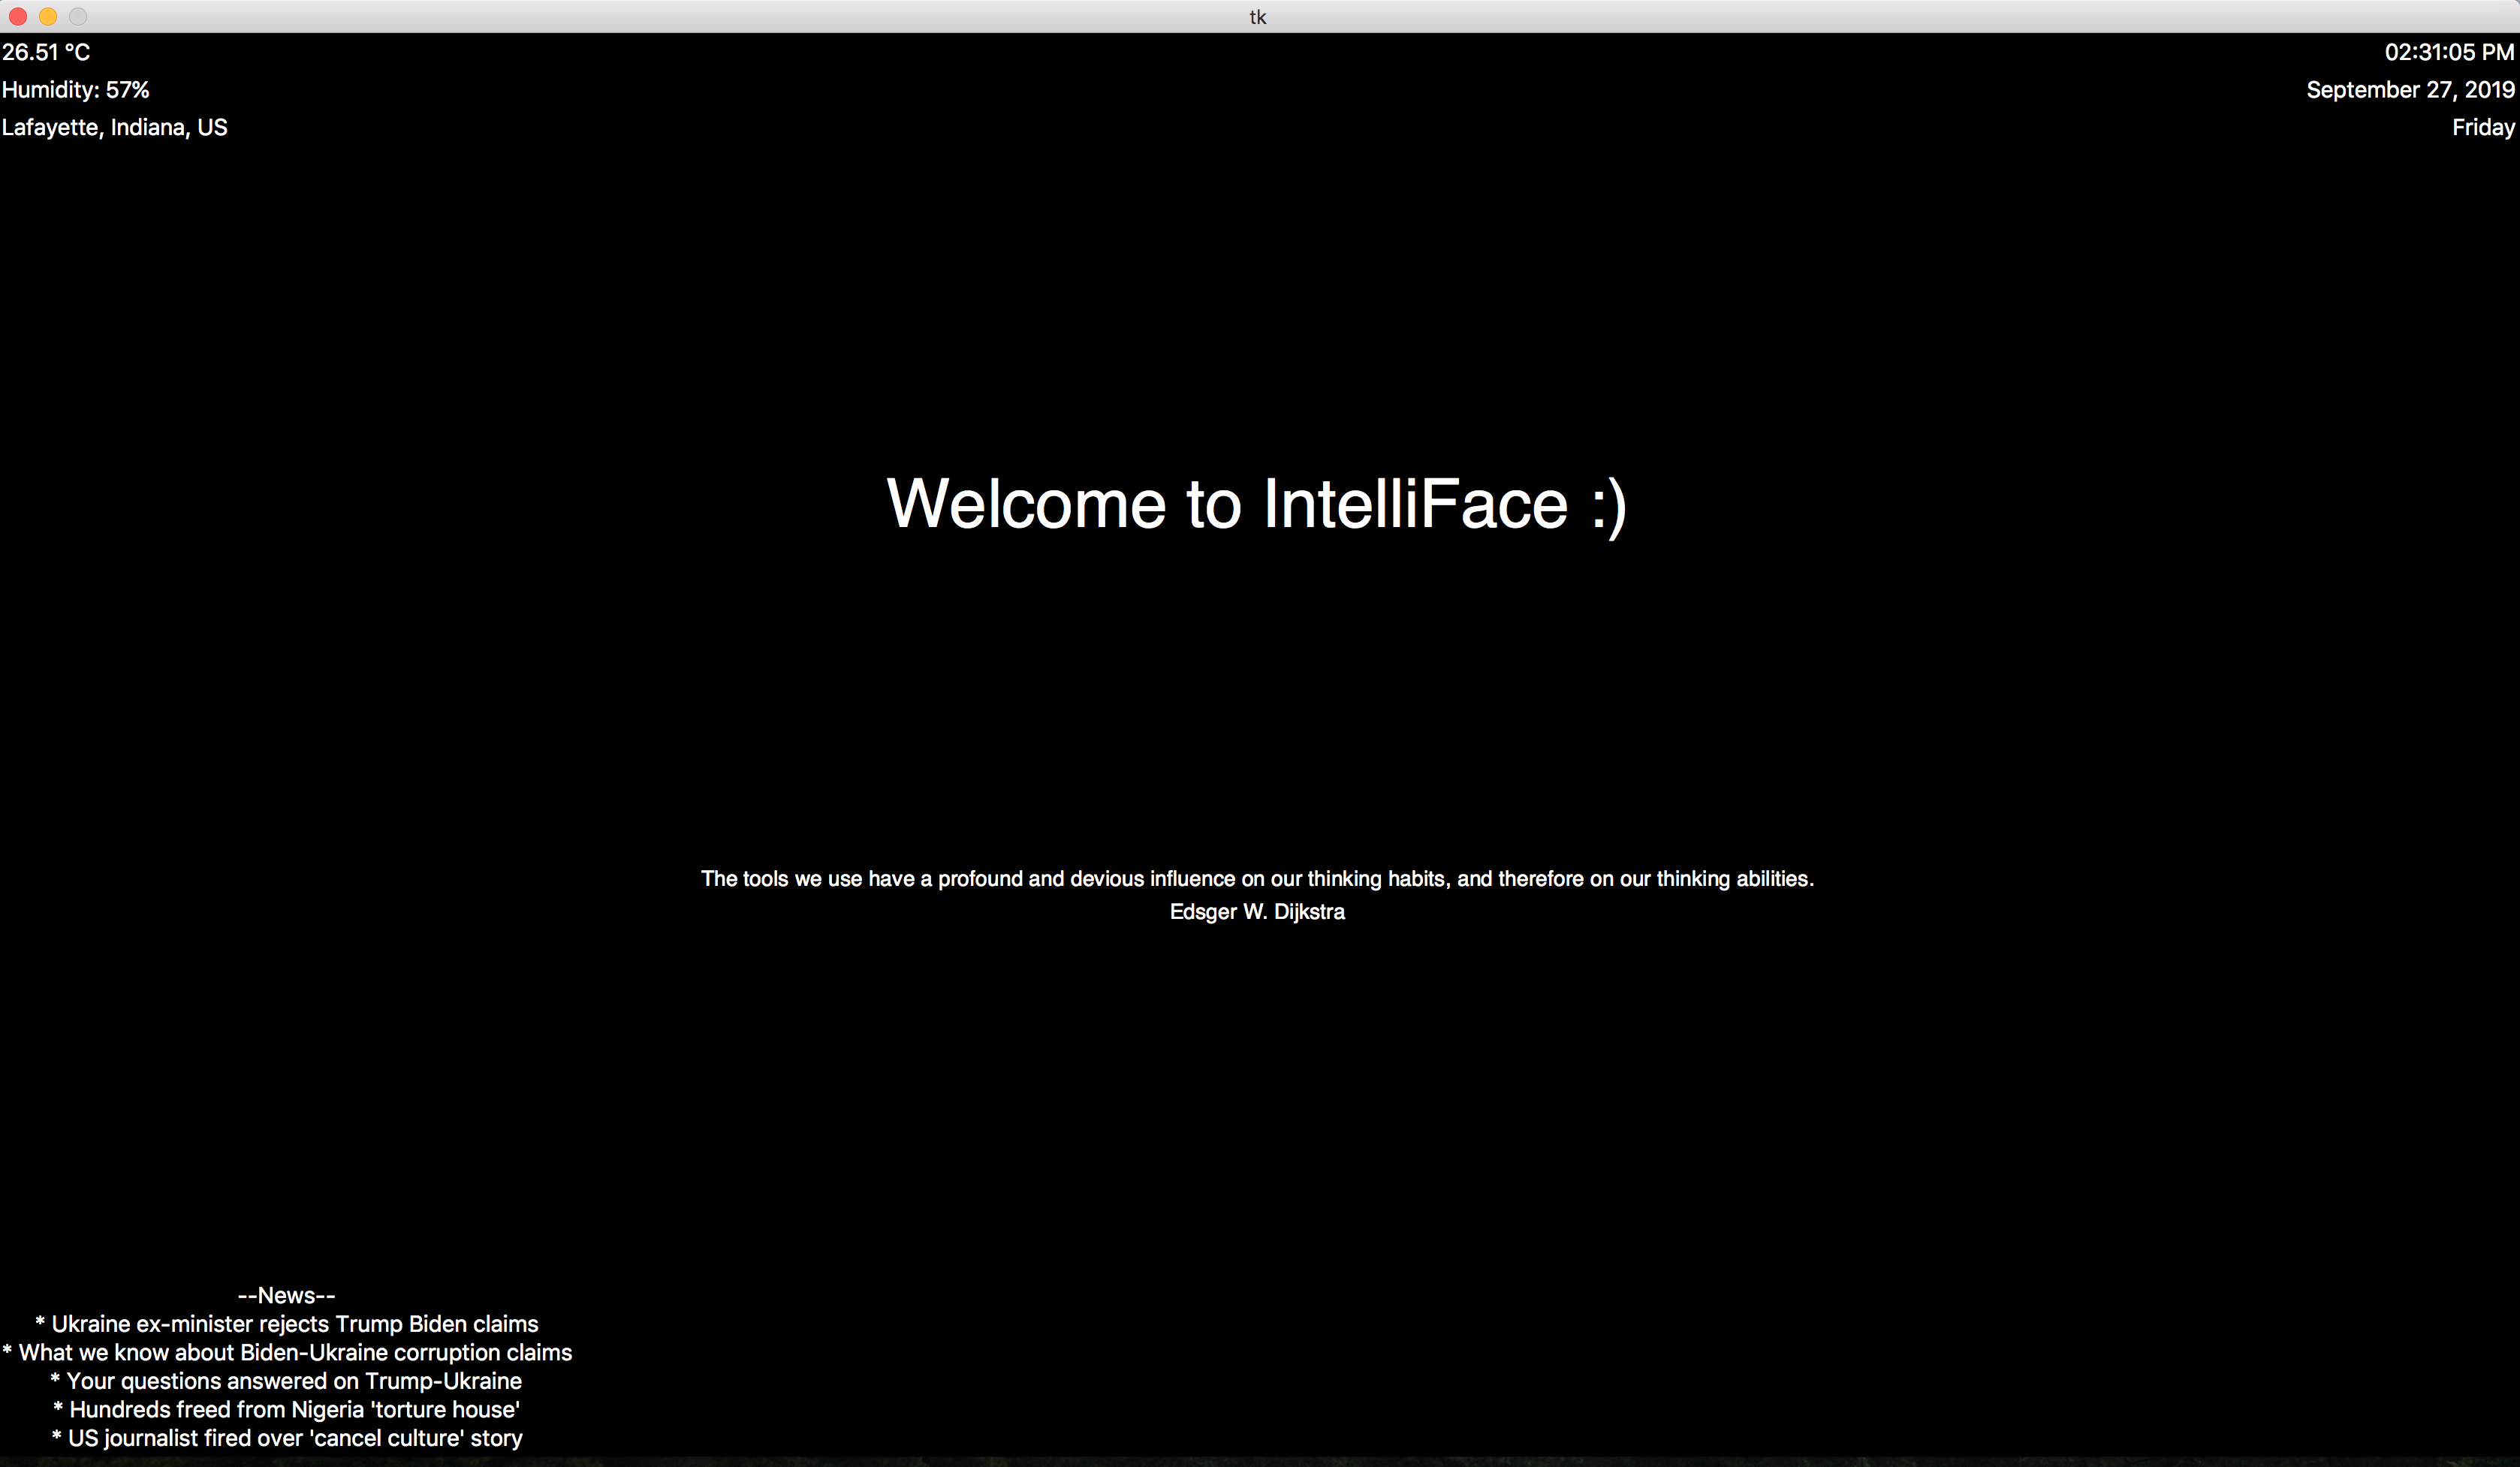 tk
26.51 °C
Humidity: 57%
Lafayette, Indiana, US
02:31:05 PM
September 27, 2019
Friday
Welcome to IntelliFace :)
The tools we use have a profound and devious influence on our thinking habits, and therefore on our thinking abilities.
Edsger W. Dijkstra
--News--
* Ukraine ex-minister rejects Trump Biden claims
* What we know about Biden-Ukraine corruption claims
* Your questions answered on Trump-Ukraine
* Hundreds freed from Nigeria 'torture house'
* US journalist fired over 'cancel culture' story